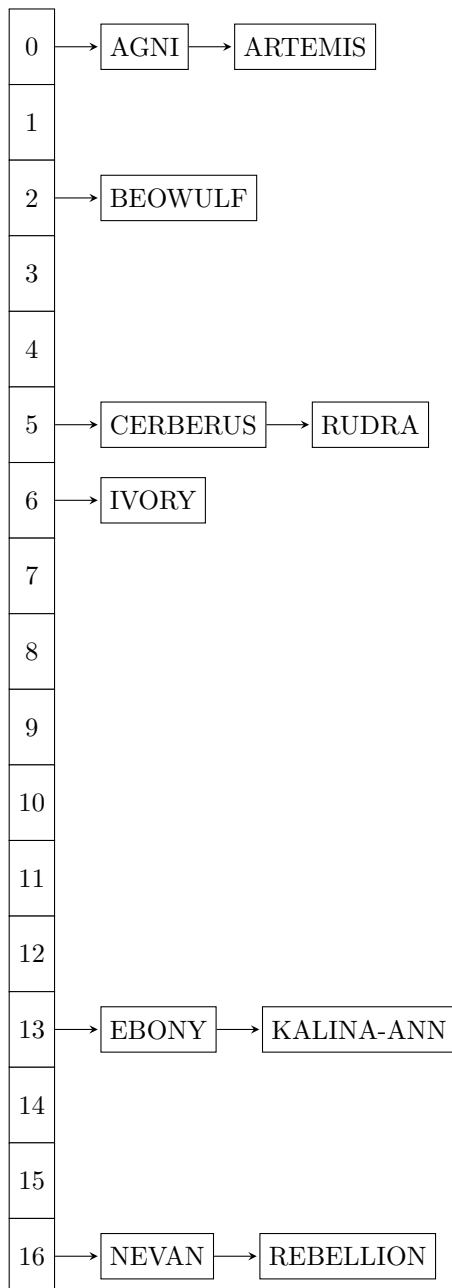 0 AGNI ARTEMIS
1
2 BEOWULF
3
4
5 CERBERUS RUDRA
6 IVORY
7
8
9
10
11
12
13 EBONY KALINA-ANN
14
15
16 NEVAN REBELLION